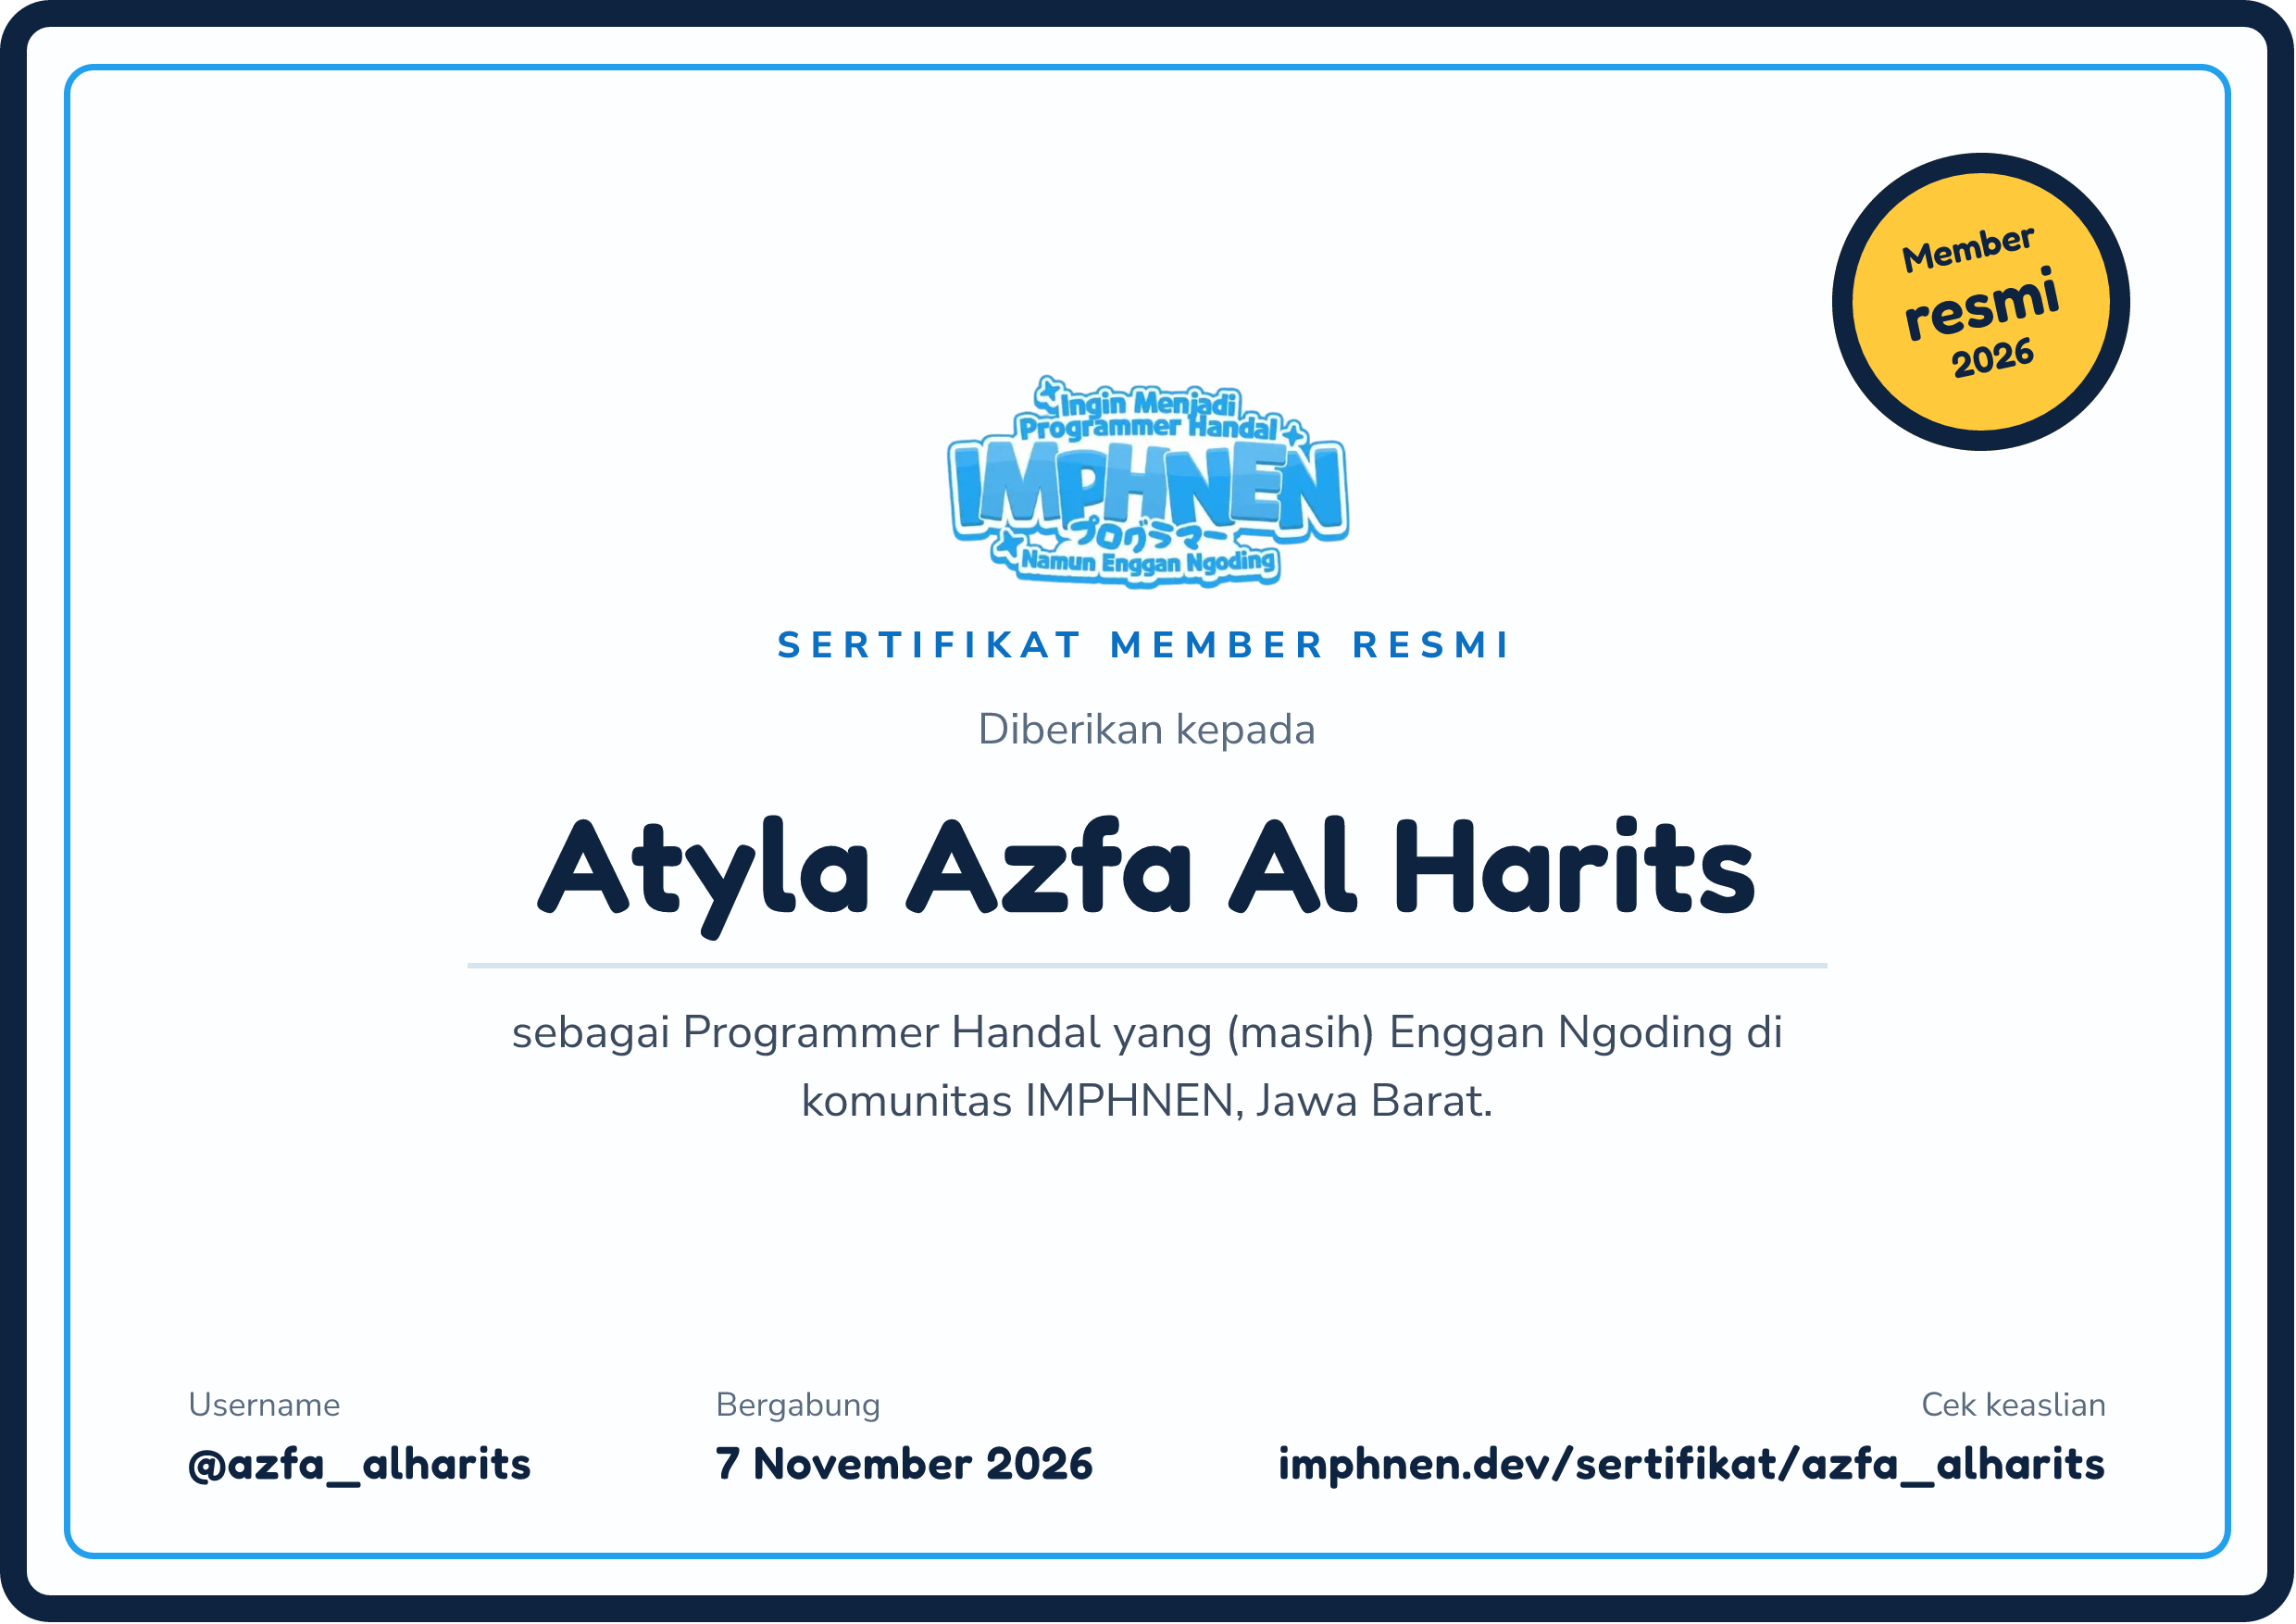 Member
resmi
2026
Ingin Menjadi
Programmer Handal
IMPHNEN
プログラマー
Namun Enggan Ngoding
SERTIFIKAT MEMBER RESMI
Diberikan kepada
Atyla Azfa Al Harits
sebagai Programmer Handal yang (masih) Enggan Ngoding di
komunitas IMPHNEN, Jawa Barat.
Username
@azfa__alharits
Bergabung
7 November 2026
Cek keaslian
imphnen.dev/sertifikat/azfa__alharits